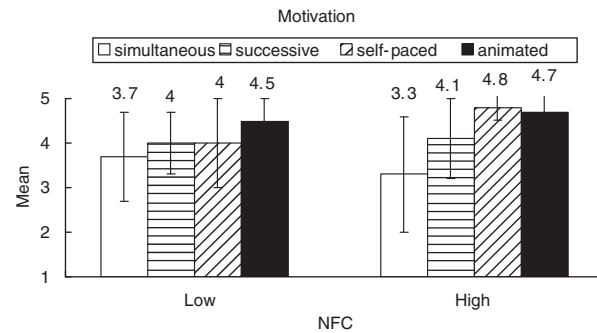 Motivation
simultaneous successive self-paced animated
3.7 4 4 4.5 3.3 4.1 4.8 4.7
5
4
3
2
1
Mean
Low High
NFC